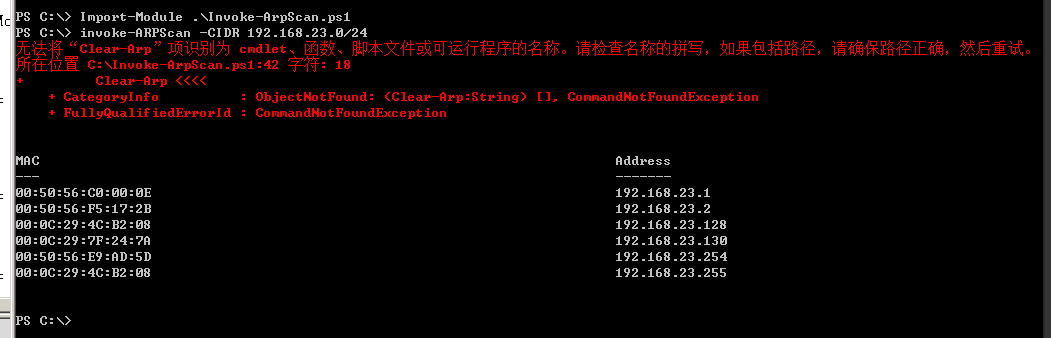 PS C:\> Import-Module .\Invoke-ArpScan.ps1
PS C:\> invoke-ARPScan -CIDR 192.168.23.0/24
无法将“Clear-Arp”项识别为 cmdlet、函数、脚本文件或可运行程序的名称。请检查名称的拼写，如果包括路径，请确保路径正确，然后重试。
所在位置 C:\Invoke-ArpScan.ps1:42 字符: 18
+         Clear-Arp <<<<
    + CategoryInfo          : ObjectNotFound: (Clear-Arp:String) [], CommandNotFoundException
    + FullyQualifiedErrorId : CommandNotFoundException
MAC Address
--- -------
00:50:56:C0:00:0E 192.168.23.1
00:50:56:F5:17:2B 192.168.23.2
00:0C:29:4C:B2:08 192.168.23.128
00:0C:29:7F:24:7A 192.168.23.130
00:50:56:E9:AD:5D 192.168.23.254
00:0C:29:4C:B2:08 192.168.23.255
PS C:\>